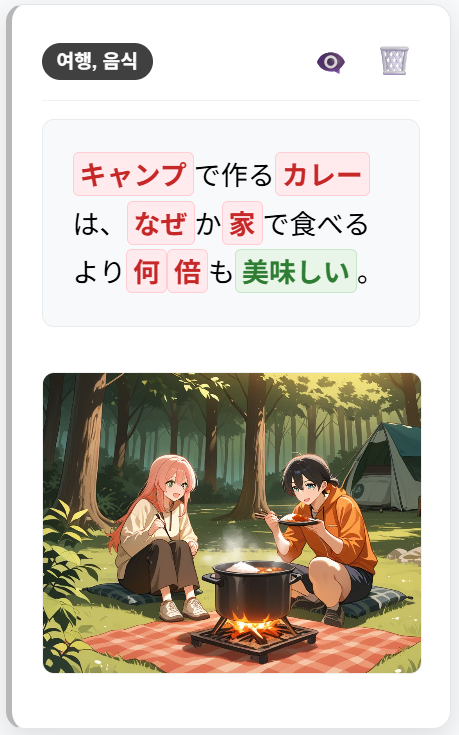 여행, 음식
キャンプで作るカレー
は、なぜか家で食べる
より何倍も美味しい。